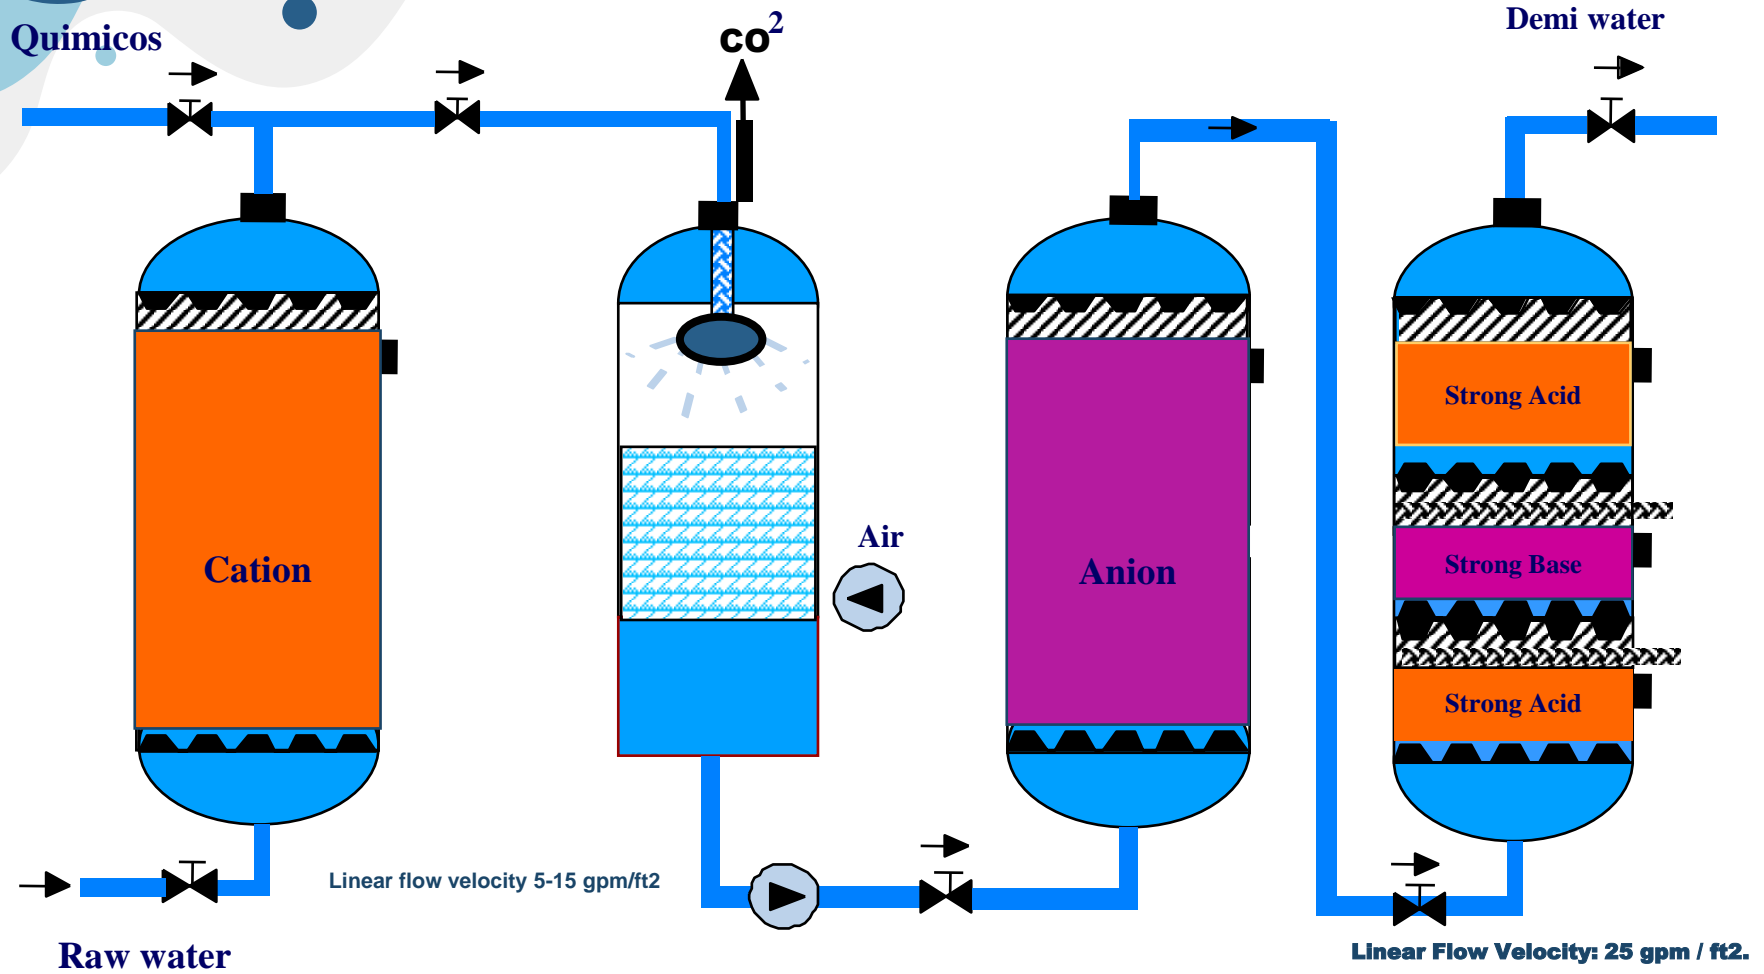 Quimicos
co2
Demi water
Cation
Air
Anion
Strong Acid
Strong Base
Strong Acid
Linear flow velocity 5-15 gpm/ft2
Raw water
Linear Flow Velocity: 25 gpm / ft2.